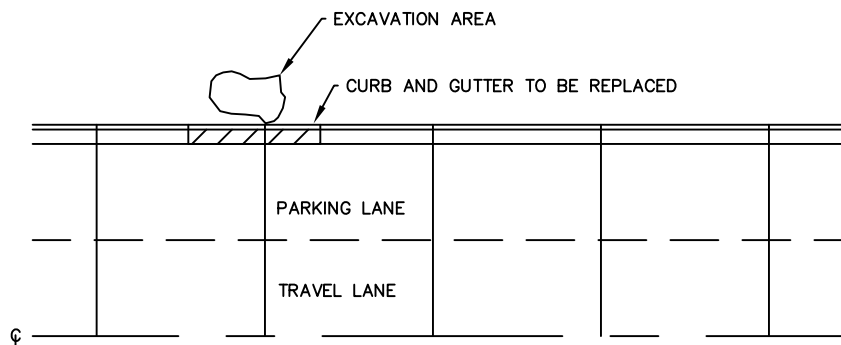 EXCAVATION AREA
CURB AND GUTTER TO BE REPLACED
PARKING LANE
TRAVEL LANE
℄